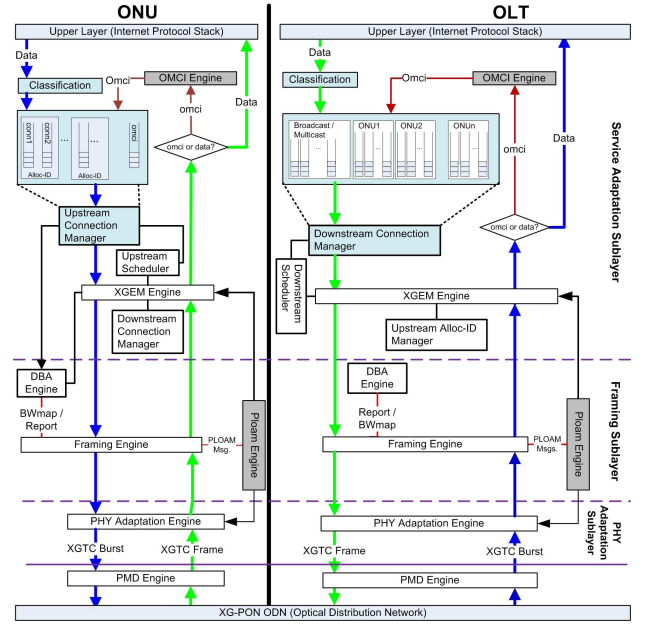 ONU
OLT
Upper Layer (Internet Protocol Stack)
Upper Layer (Internet Protocol Stack)
Data
Classification
Omci
OMCI Engine
omci
Data
conn1
conn2
...
...
omci
Alloc-ID
Alloc-ID
omci or data?
Upstream
Connection
Manager
Upstream
Scheduler
XGEM Engine
Downstream
Connection
Manager
DBA
Engine
BWmap /
Report
Framing Engine
PLOAM
Msgs.
Ploam Engine
PHY Adaptation Engine
XGTC Burst
XGTC Frame
PMD Engine
Data
Classification
Omci
OMCI Engine
Broadcast /
Multicast
ONU1
ONU2
ONUn
...
...
...
...
...
omci
Data
omci or data?
Downstream Connection
Manager
Downstream
Scheduler
XGEM Engine
Upstream Alloc-ID
Manager
DBA
Engine
Report /
BWmap
Framing Engine
PLOAM
Msgs.
Ploam Engine
PHY Adaptation Engine
XGTC Frame
XGTC Burst
PMD Engine
Service Adaptation Sublayer
Framing Sublayer
PHY
Adaptation
Sublayer
XG-PON ODN (Optical Distribution Network)